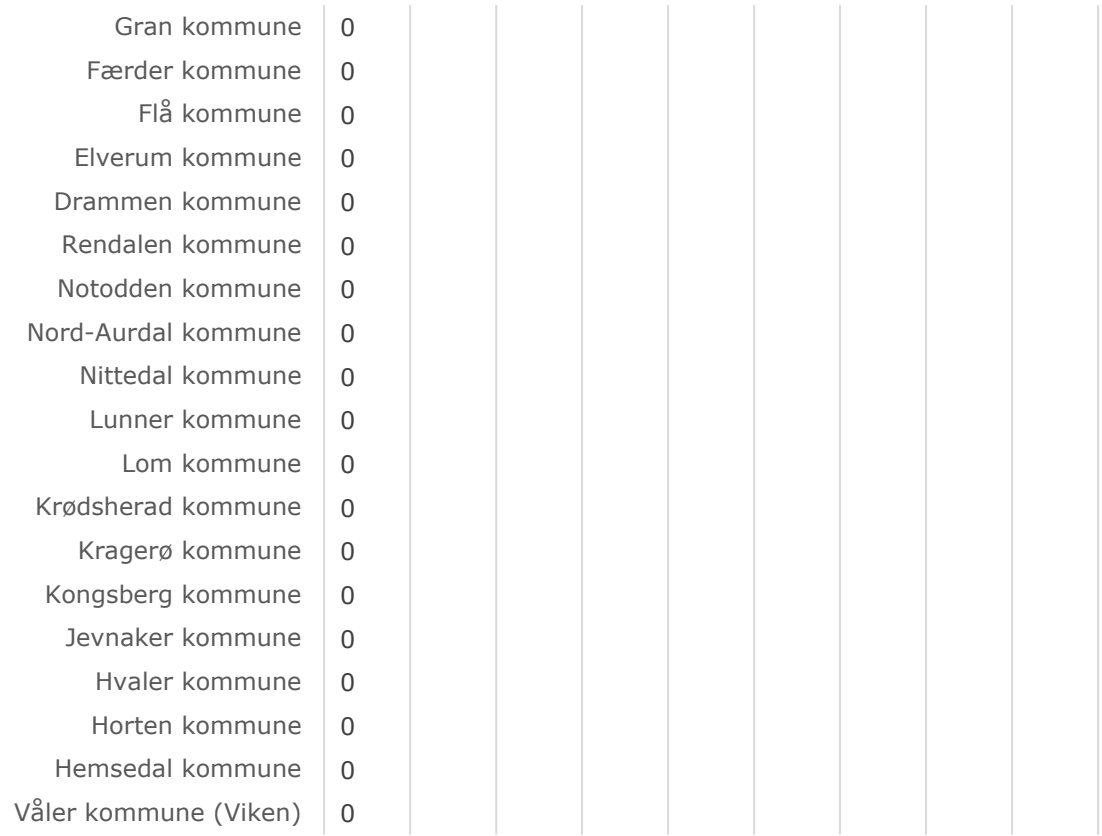 Gran kommune 0
Færder kommune 0
Flå kommune 0
Elverum kommune 0
Drammen kommune 0
Rendalen kommune 0
Notodden kommune 0
Nord-Aurdal kommune 0
Nittedal kommune 0
Lunner kommune 0
Lom kommune 0
Krødsherad kommune 0
Kragerø kommune 0
Kongsberg kommune 0
Jevnaker kommune 0
Hvaler kommune 0
Horten kommune 0
Hemsedal kommune 0
Våler kommune (Viken) 0